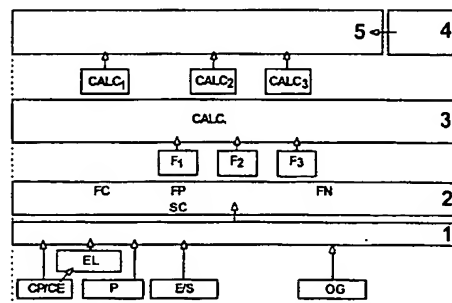 5 4
CALC1 CALC2 CALC3
CALC. 3
F1 F2 F3
FC FP FN
SC 2
1
EL
CP/CE P E/S OG